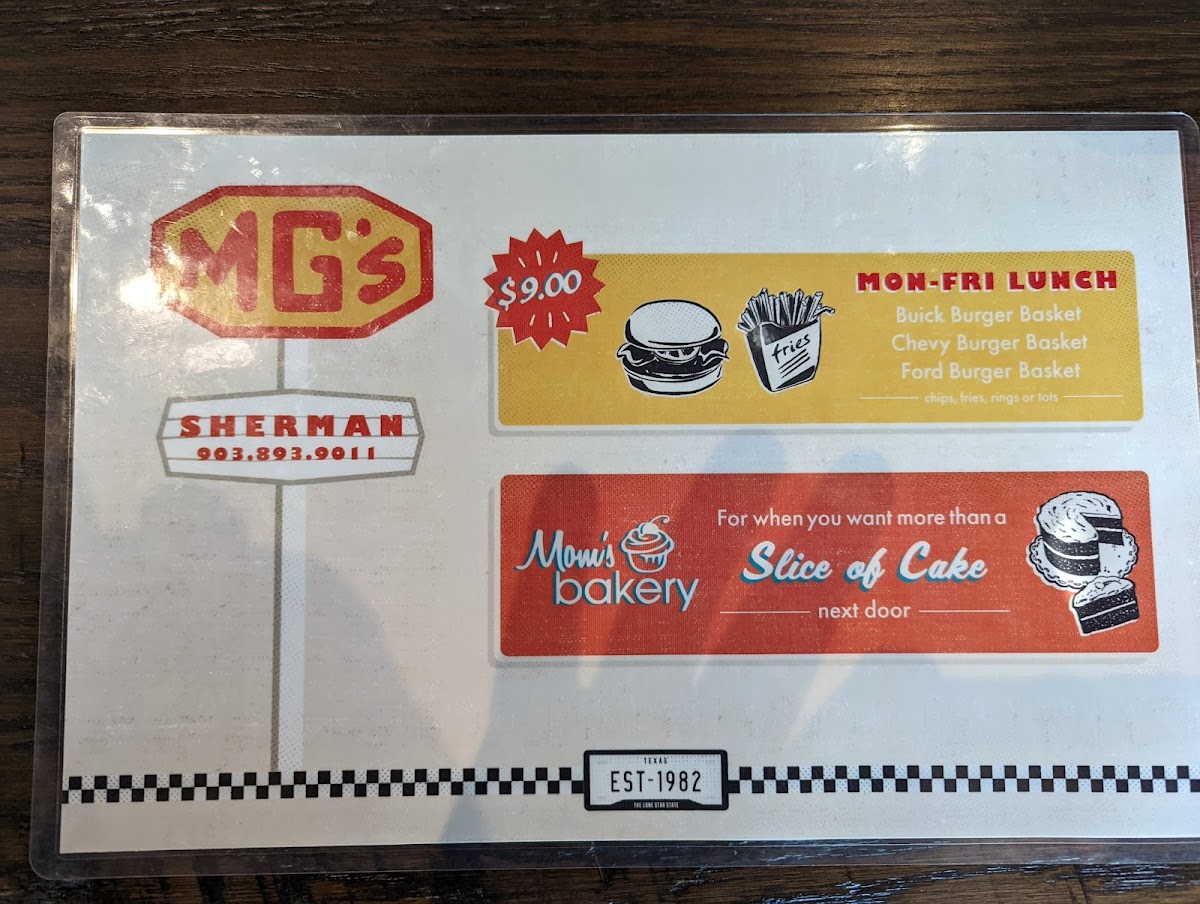 MG's
SHERMAN
903.893.9011
$9.00
fries
MON-FRI LUNCH
Buick Burger Basket
Chevy Burger Basket
Ford Burger Basket
chips, fries, rings or tots
Mom's
bakery
For when you want more than a
Slice of Cake
next door
TEXAS
EST-1982
THE LONE STAR STATE